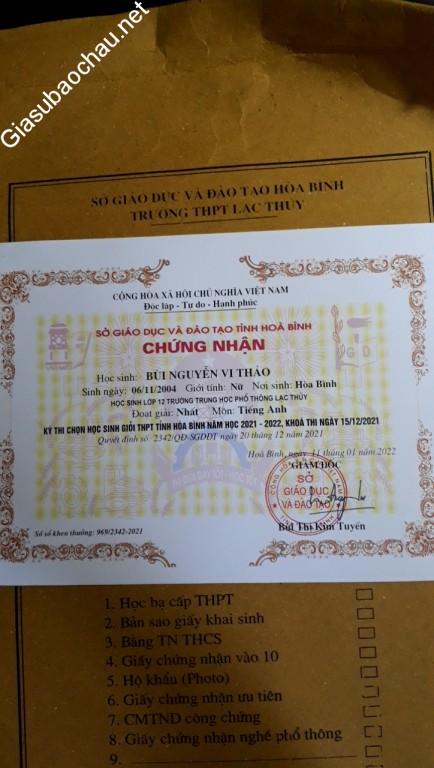 Giasubaochau.net
SỞ GIÁO DỤC VÀ ĐÀO TẠO HÒA BÌNH
TRƯỜNG THPT LẠC THỦY
CỘNG HÒA XÃ HỘI CHỦ NGHĨA VIỆT NAM
Độc lập - Tự do - Hạnh phúc
SỞ GIÁO DỤC VÀ ĐÀO TẠO TỈNH HOÀ BÌNH
CHỨNG NHẬN
Học sinh: BÙI NGUYỄN VI THẢO
Sinh ngày: 06/11/2004 Giới tính: Nữ Nơi sinh: Hòa Bình
HỌC SINH LỚP 12 TRƯỜNG TRUNG HỌC PHỔ THÔNG LẠC THỦY
Đoạt giải: Nhất Môn: Tiếng Anh
KỲ THI CHỌN HỌC SINH GIỎI THPT TỈNH HÒA BÌNH NĂM HỌC 2021 - 2022, KHOÁ THI NGÀY 15/12/2021
Quyết định số: 2342/QĐ-SGDĐT ngày 20 tháng 12 năm 2021
Hoà Bình, ngày 11 tháng 01 năm 2022
GIÁM ĐỐC
SỞ
GIÁO DỤC
VÀ ĐÀO TẠO
Bùi Thị Kim Tuyến
Số sổ khen thưởng: 969/2342-2021
1. Học bạ cấp THPT
2. Bản sao giấy khai sinh
3. Bằng TN THCS
4. Giấy chứng nhận vào 10
5. Hộ khẩu (Photo)
6. Giấy chứng nhận ưu tiên
7. CMTND công chứng
8. Giấy chứng nhận nghề phổ thông
9.